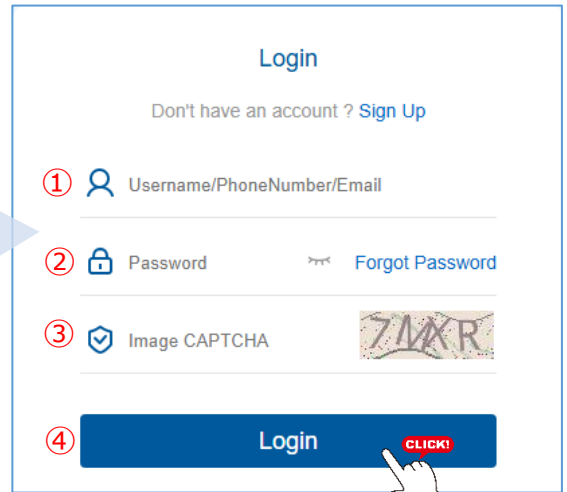 Login
Don't have an account ? Sign Up
① Username/PhoneNumber/Email
② Password Forgot Password
③ Image CAPTCHA
④ Login CLICK!